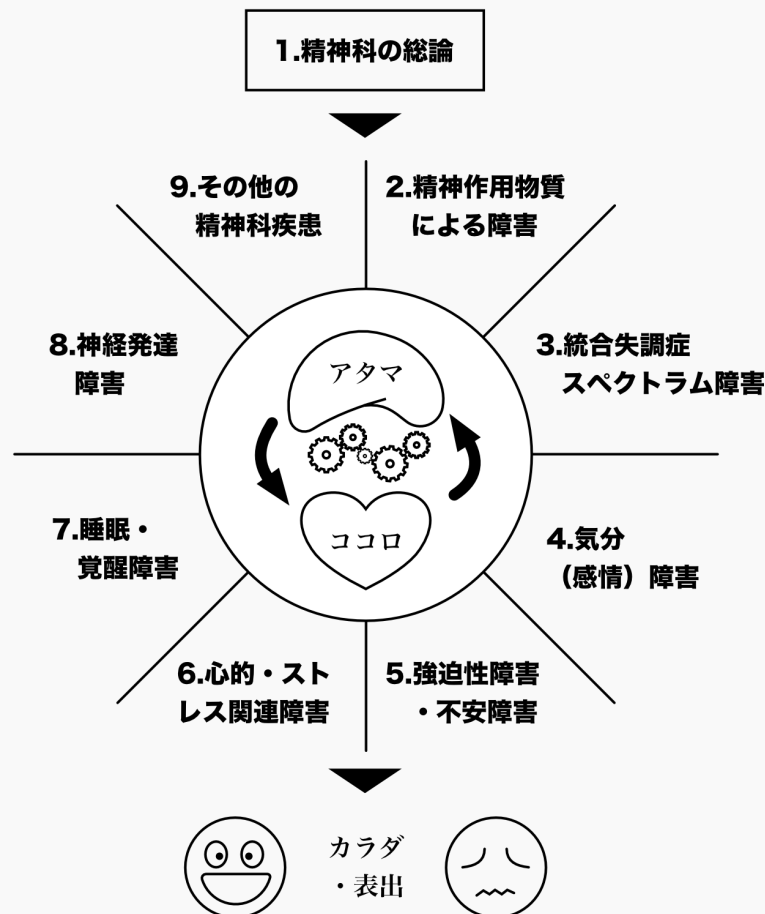 1.精神科の総論
9.その他の
精神科疾患
2.精神作用物質
による障害
8.神経発達
障害
3.統合失調症
スペクトラム障害
アタマ
ココロ
7.睡眠・
覚醒障害
4.気分
（感情）障害
6.心的・スト
レス関連障害
5.強迫性障害
・不安障害
カラダ
・表出